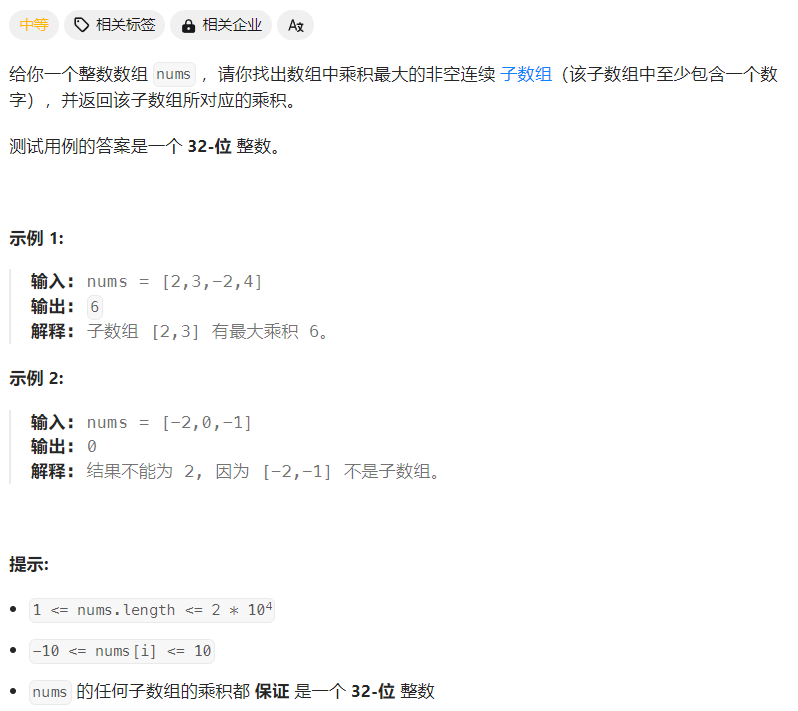 中等 相关标签 相关企业 A文
给你一个整数数组 nums ，请你找出数组中乘积最大的非空连续 子数组（该子数组中至少包含一个数
字），并返回该子数组所对应的乘积。
测试用例的答案是一个 32-位 整数。
示例 1:
输入: nums = [2,3,-2,4]
输出: 6
解释: 子数组 [2,3] 有最大乘积 6。
示例 2:
输入: nums = [-2,0,-1]
输出: 0
解释: 结果不能为 2, 因为 [-2,-1] 不是子数组。
提示:
• 1 <= nums.length <= 2 * 10⁴
• -10 <= nums[i] <= 10
• nums 的任何子数组的乘积都 保证 是一个 32-位 整数